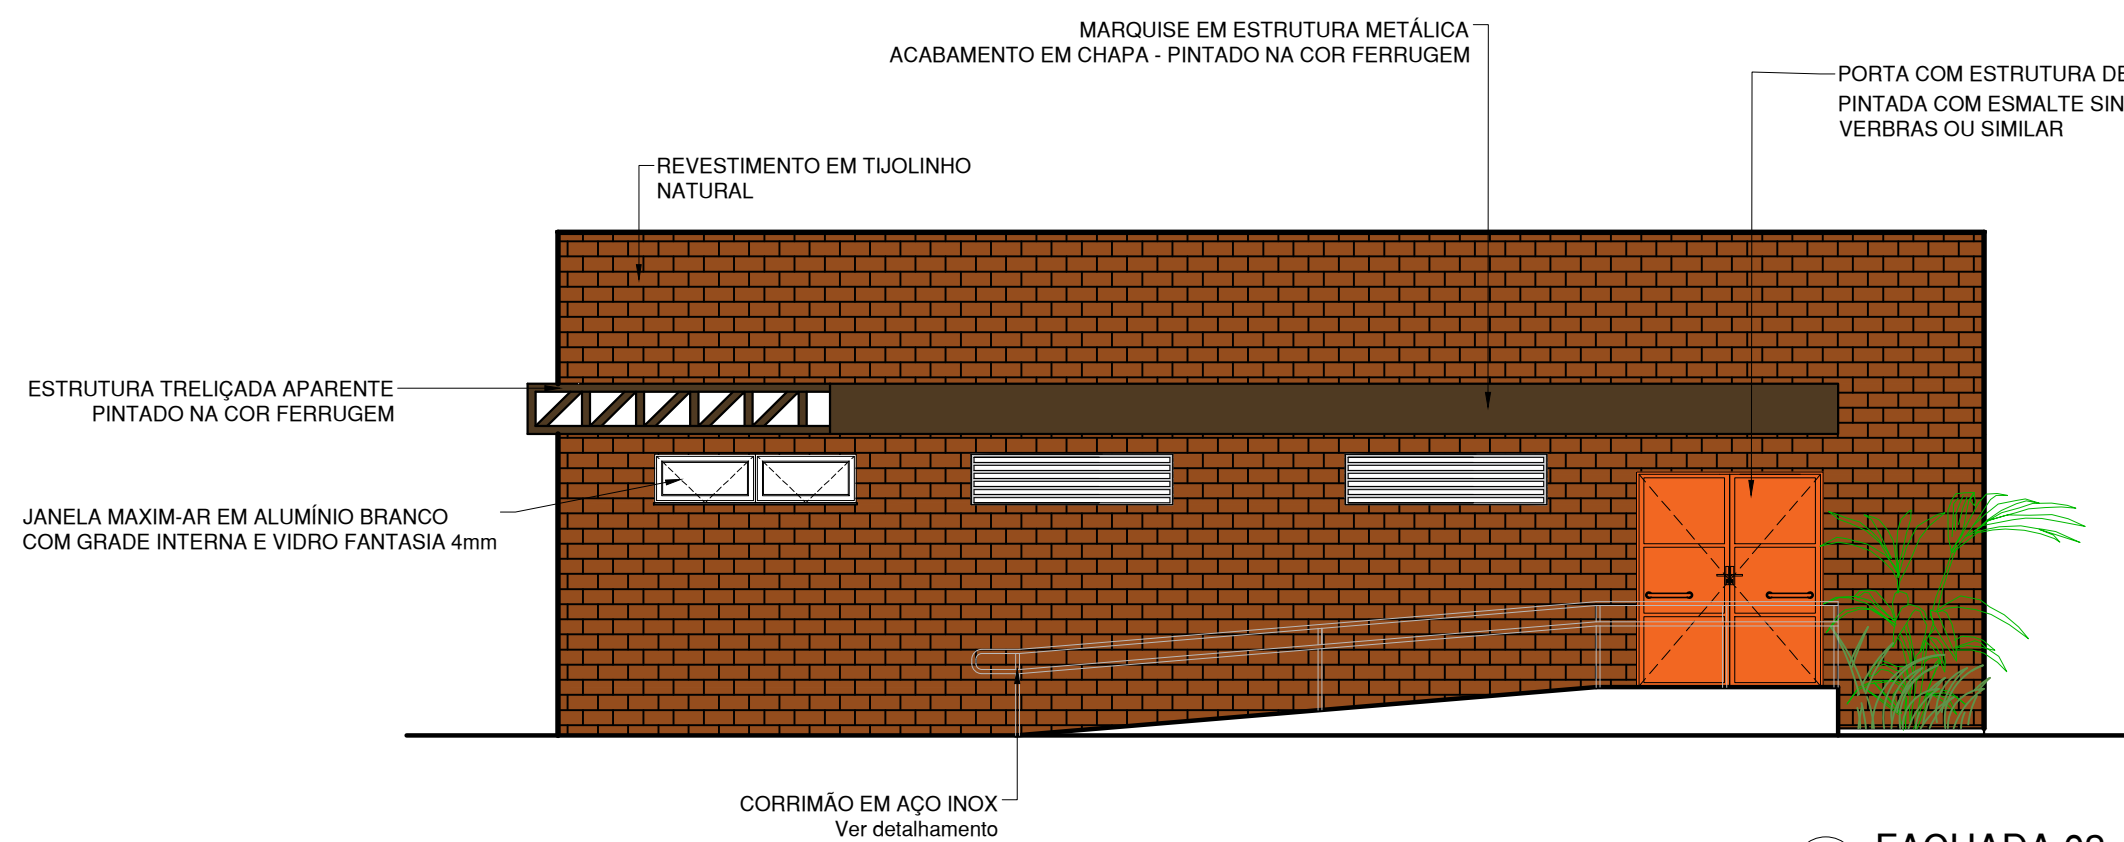 MARQUISE EM ESTRUTURA METÁLICA
ACABAMENTO EM CHAPA - PINTADO NA COR FERRUGEM
PORTA COM ESTRUTURA DE
PINTADA COM ESMALTE SIN
VERBRAS OU SIMILAR
REVESTIMENTO EM TIJOLINHO
NATURAL
ESTRUTURA TRELIÇADA APARENTE
PINTADO NA COR FERRUGEM
JANELA MAXIM-AR EM ALUMÍNIO BRANCO
COM GRADE INTERNA E VIDRO FANTASIA 4mm
CORRIMÃO EM AÇO INOX
Ver detalhamento
FACHADA